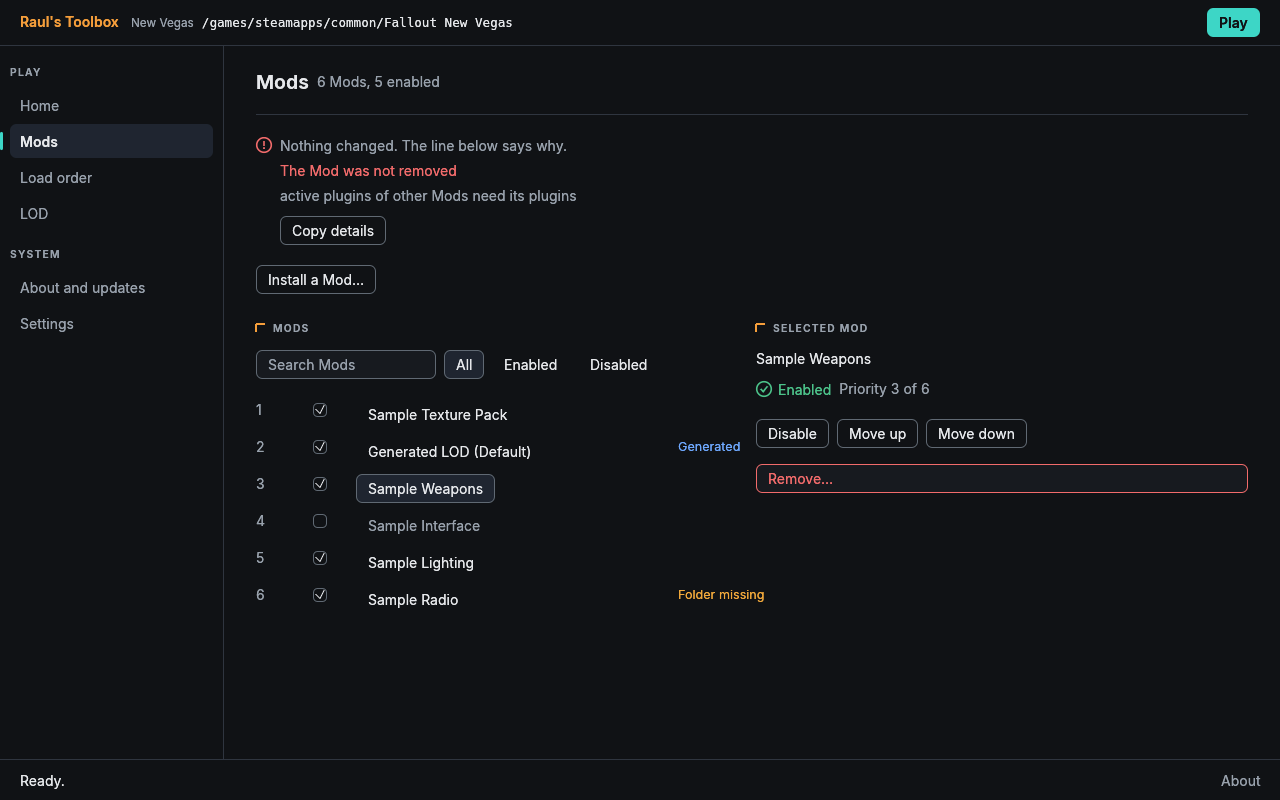 Raul's Toolbox New Vegas /games/steamapps/common/Fallout New Vegas Play
PLAY
Home
Mods
Load order
LOD
SYSTEM
About and updates
Settings
Mods 6 Mods, 5 enabled
Nothing changed. The line below says why.
The Mod was not removed
active plugins of other Mods need its plugins
Copy details
Install a Mod...
MODS
Search Mods All Enabled Disabled
1 Sample Texture Pack
2 Generated LOD (Default) Generated
3 Sample Weapons
4 Sample Interface
5 Sample Lighting
6 Sample Radio Folder missing
SELECTED MOD
Sample Weapons
Enabled Priority 3 of 6
Disable Move up Move down
Remove...
Ready. About